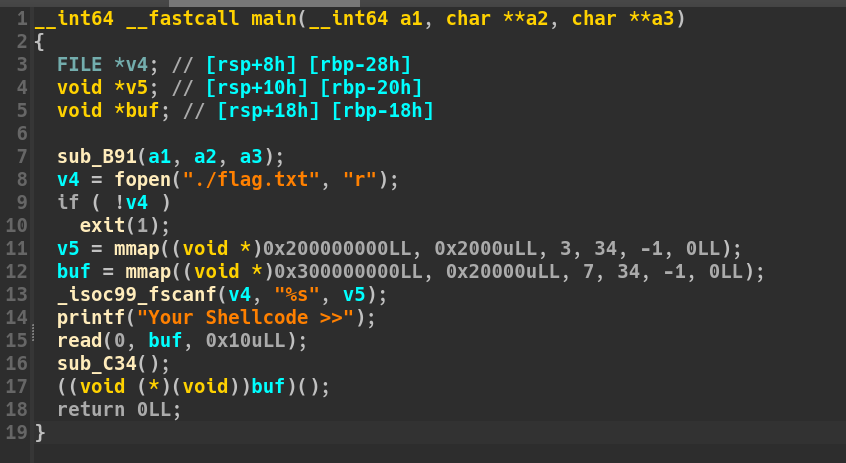 1 __int64 __fastcall main(__int64 a1, char **a2, char **a3)
2 {
3   FILE *v4; // [rsp+8h] [rbp-28h]
4   void *v5; // [rsp+10h] [rbp-20h]
5   void *buf; // [rsp+18h] [rbp-18h]
6
7   sub_B91(a1, a2, a3);
8   v4 = fopen("./flag.txt", "r");
9   if ( !v4 )
10     exit(1);
11   v5 = mmap((void *)0x200000000LL, 0x2000uLL, 3, 34, -1, 0LL);
12   buf = mmap((void *)0x300000000LL, 0x20000uLL, 7, 34, -1, 0LL);
13   _isoc99_fscanf(v4, "%s", v5);
14   printf("Your Shellcode >>");
15   read(0, buf, 0x10uLL);
16   sub_C34();
17   ((void (*)(void))buf)();
18   return 0LL;
19 }